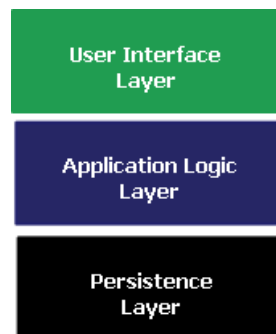 User Interface
Layer
Application Logic
Layer
Persistence
Layer